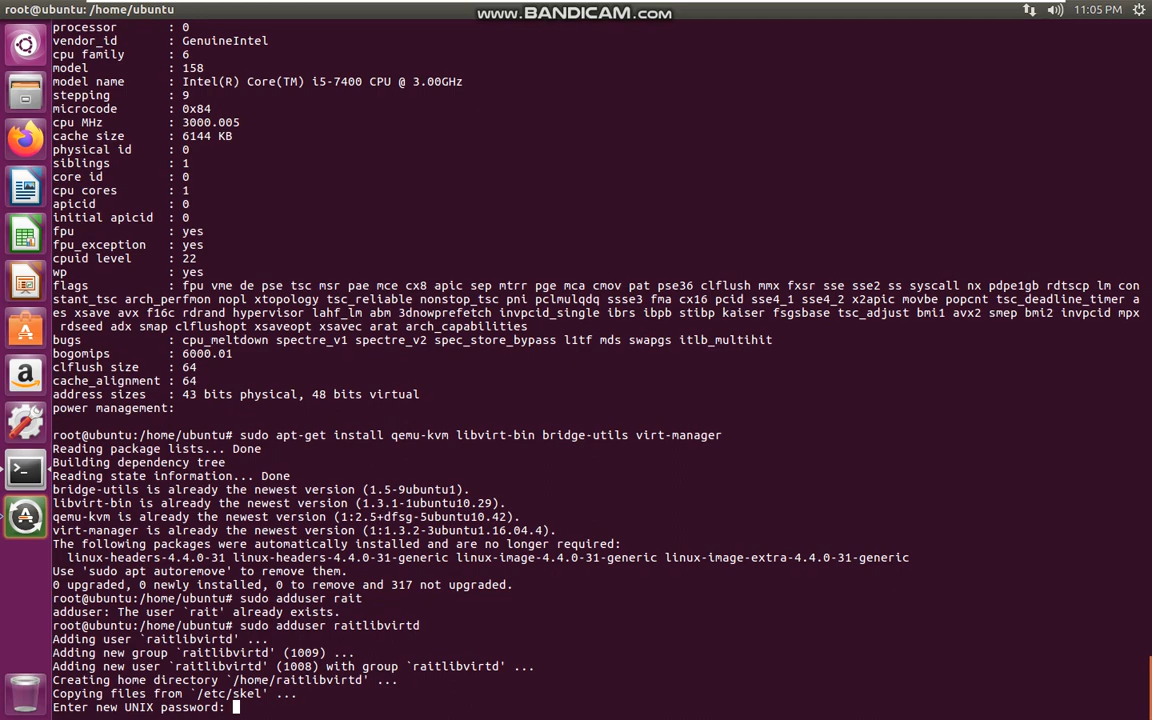 root@ubuntu: /home/ubuntu
www.BANDICAM.com
11:05 PM
processor : 0
vendor_id : GenuineIntel
cpu family : 6
model : 158
model name : Intel(R) Core(TM) i5-7400 CPU @ 3.00GHz
stepping : 9
microcode : 0x84
cpu MHz : 3000.005
cache size : 6144 KB
physical id : 0
siblings : 1
core id : 0
cpu cores : 1
apicid : 0
initial apicid : 0
fpu : yes
fpu_exception : yes
cpuid level : 22
wp : yes
flags : fpu vme de pse tsc msr pae mce cx8 apic sep mtrr pge mca cmov pat pse36 clflush mmx fxsr sse sse2 ss syscall nx pdpe1gb rdtscp lm con
stant_tsc arch_perfmon nopl xtopology tsc_reliable nonstop_tsc pni pclmulqdq ssse3 fma cx16 pcid sse4_1 sse4_2 x2apic movbe popcnt tsc_deadline_timer a
es xsave avx f16c rdrand hypervisor lahf_lm abm 3dnowprefetch invpcid_single ibrs ibpb stibp kaiser fsgsbase tsc_adjust bmi1 avx2 smep bmi2 invpcid mpx
rdseed adx smap clflushopt xsaveopt xsavec arat arch_capabilities
bugs : cpu_meltdown spectre_v1 spectre_v2 spec_store_bypass l1tf mds swapgs itlb_multihit
bogomips : 6000.01
clflush size : 64
cache_alignment : 64
address sizes : 43 bits physical, 48 bits virtual
power management:
root@ubuntu:/home/ubuntu# sudo apt-get install qemu-kvm libvirt-bin bridge-utils virt-manager
Reading package lists... Done
Building dependency tree
Reading state information... Done
bridge-utils is already the newest version (1.5-9ubuntu1).
libvirt-bin is already the newest version (1.3.1-1ubuntu10.29).
qemu-kvm is already the newest version (1:2.5+dfsg-5ubuntu10.42).
virt-manager is already the newest version (1:1.3.2-3ubuntu1.16.04.4).
The following packages were automatically installed and are no longer required:
linux-headers-4.4.0-31 linux-headers-4.4.0-31-generic linux-image-4.4.0-31-generic linux-image-extra-4.4.0-31-generic
Use 'sudo apt autoremove' to remove them.
0 upgraded, 0 newly installed, 0 to remove and 317 not upgraded.
root@ubuntu:/home/ubuntu# sudo adduser rait
adduser: The user `rait' already exists.
root@ubuntu:/home/ubuntu# sudo adduser raitlibvirtd
Adding user `raitlibvirtd' ...
Adding new group `raitlibvirtd' (1009) ...
Adding new user `raitlibvirtd' (1008) with group `raitlibvirtd' ...
Creating home directory `/home/raitlibvirtd' ...
Copying files from `/etc/skel' ...
Enter new UNIX password: